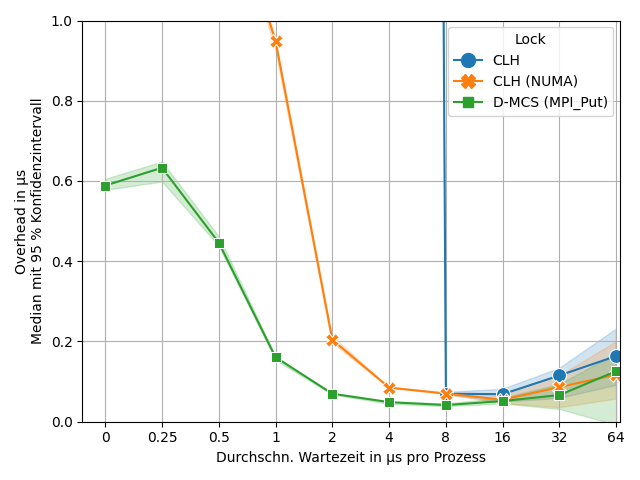 Lock
CLH
CLH (NUMA)
D-MCS (MPI_Put)
1.0
0.8
0.6
0.4
0.2
0.0
Overhead in µs
Median mit 95 % Konfidenzintervall
0 0.25 0.5 1 2 4 8 16 32 64
Durchschn. Wartezeit in µs pro Prozess